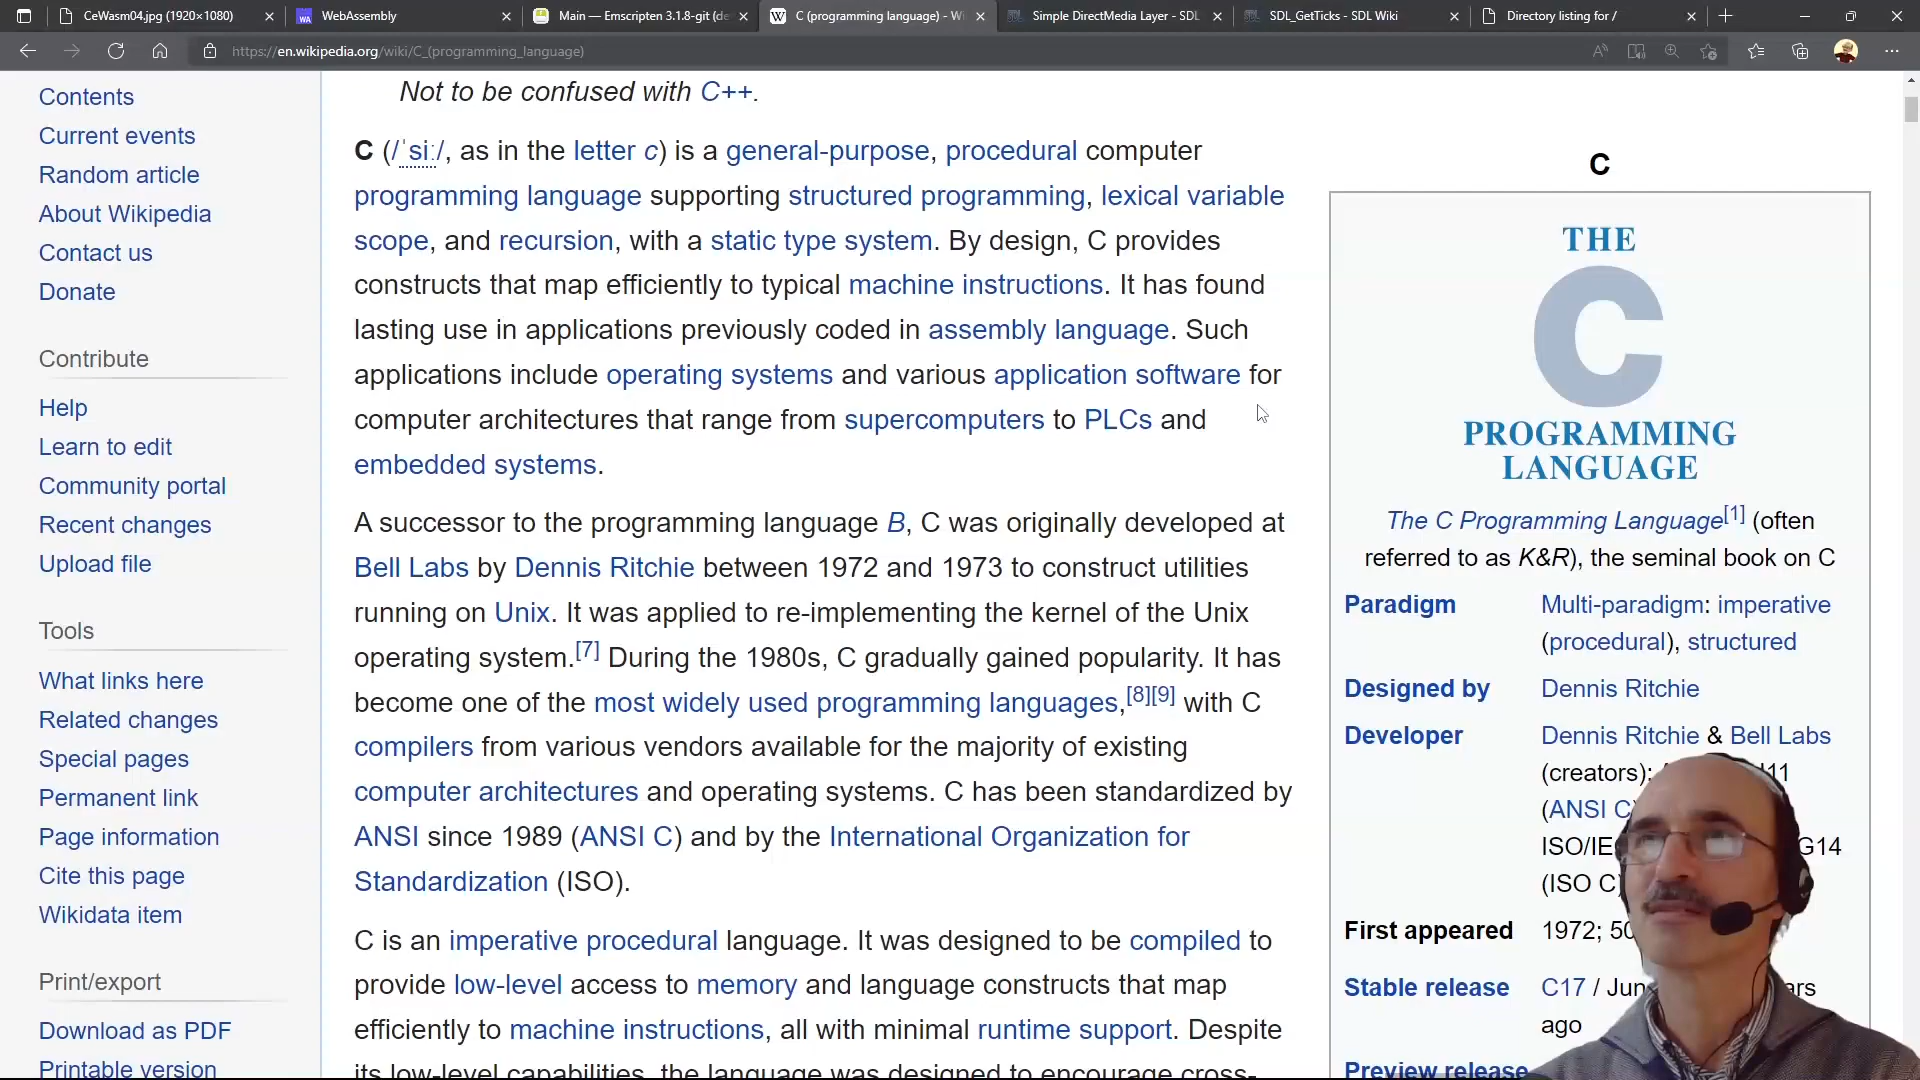 CeWasm04.jpg (1920×1080)
WebAssembly
Main — Emscripten 3.1.8-git (de
C (programming language) - Wi
Simple DirectMedia Layer - SDL
SDL_GetTicks - SDL Wiki
Directory listing for /
https://en.wikipedia.org/wiki/C_(programming_language)
Contents
Current events
Random article
About Wikipedia
Contact us
Donate
Contribute
Help
Learn to edit
Community portal
Recent changes
Upload file
Tools
What links here
Related changes
Special pages
Permanent link
Page information
Cite this page
Wikidata item
Print/export
Download as PDF
Printable version
Not to be confused with C++.
C (/ˈsiː/, as in the letter c) is a general-purpose, procedural computer
programming language supporting structured programming, lexical variable
scope, and recursion, with a static type system. By design, C provides
constructs that map efficiently to typical machine instructions. It has found
lasting use in applications previously coded in assembly language. Such
applications include operating systems and various application software for
computer architectures that range from supercomputers to PLCs and
embedded systems.
A successor to the programming language B, C was originally developed at
Bell Labs by Dennis Ritchie between 1972 and 1973 to construct utilities
running on Unix. It was applied to re-implementing the kernel of the Unix
operating system.[7] During the 1980s, C gradually gained popularity. It has
become one of the most widely used programming languages,[8][9] with C
compilers from various vendors available for the majority of existing
computer architectures and operating systems. C has been standardized by
ANSI since 1989 (ANSI C) and by the International Organization for
Standardization (ISO).
C is an imperative procedural language. It was designed to be compiled to
provide low-level access to memory and language constructs that map
efficiently to machine instructions, all with minimal runtime support. Despite
its low-level capabilities, the language was designed to encourage cross-
C
THE
C
PROGRAMMING
LANGUAGE
The C Programming Language[1] (often
referred to as K&R), the seminal book on C
Paradigm Multi-paradigm: imperative
(procedural), structured
Designed by Dennis Ritchie
Developer Dennis Ritchie & Bell Labs
(creators);
(ANSI C)
ISO/IE G14
(ISO C)
First appeared 1972; 50
Stable release C17 / Jun
ago
Preview release